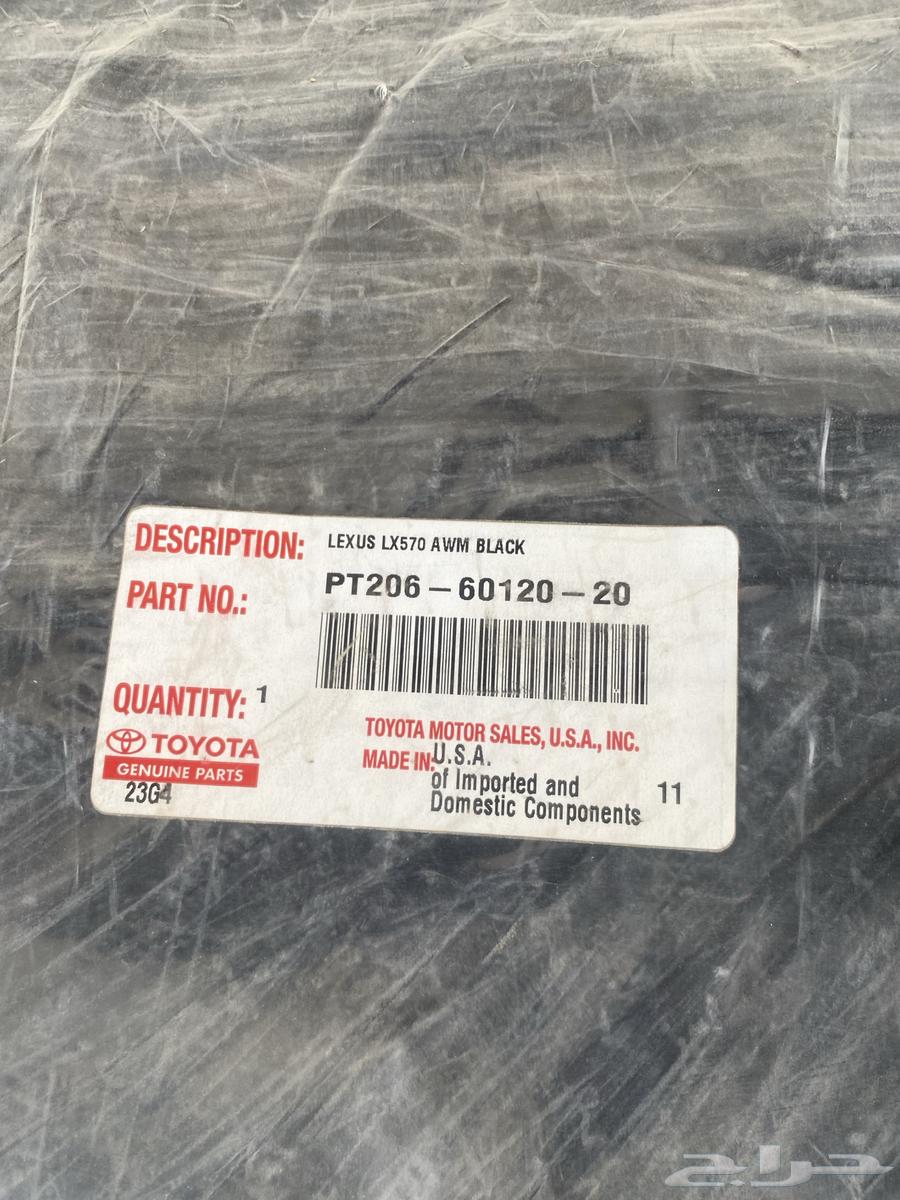 DESCRIPTION: LEXUS LX570 AWM BLACK
PART NO.: PT206-60120-20
QUANTITY: 1
TOYOTA
GENUINE PARTS
23G4
TOYOTA MOTOR SALES, U.S.A., INC.
MADE IN: U.S.A.
of Imported and
Domestic Components
11
حراج